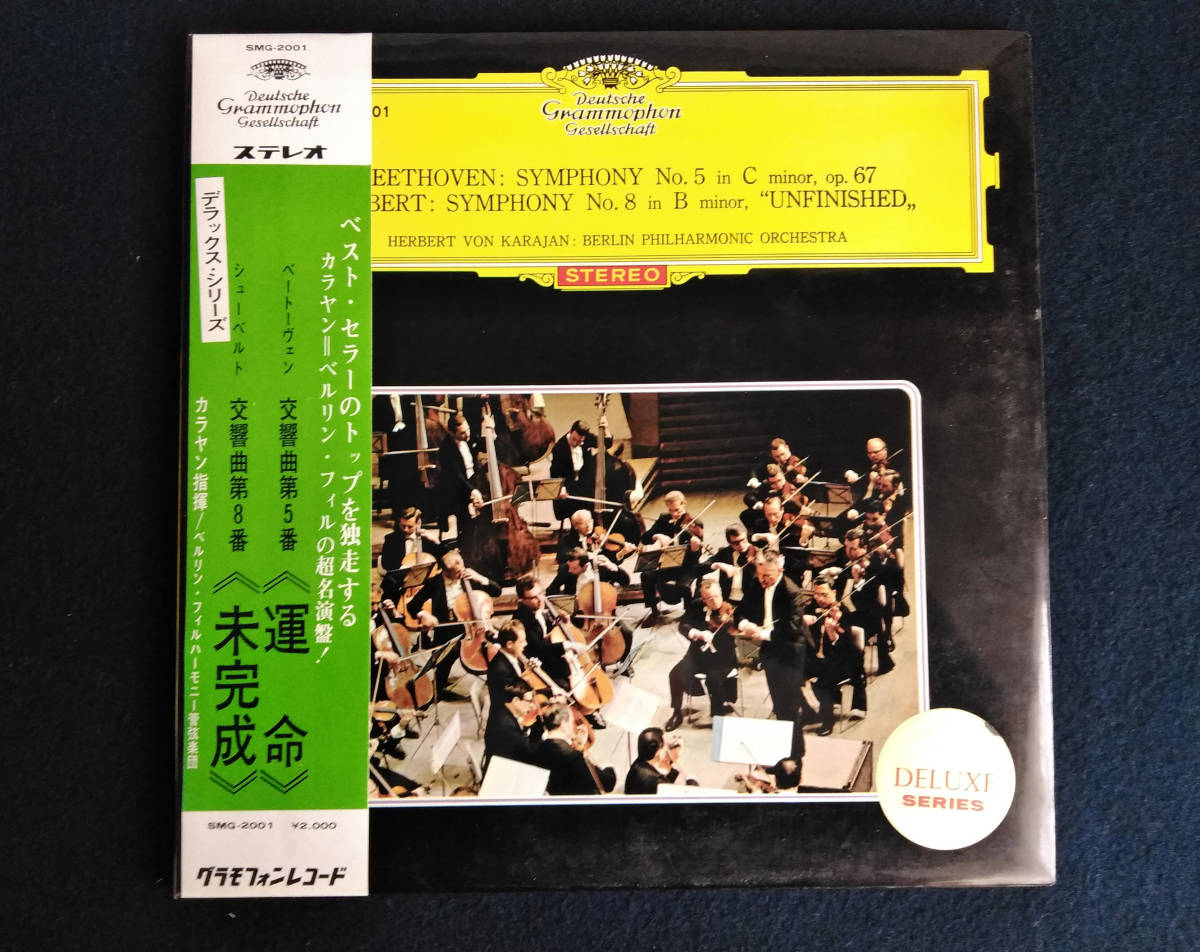 SMG-2001
Deutsche
Grammophon
Gesellschaft
ステレオ
ベスト・セラーのトップを独走する
カラヤン=ベルリン・フィルの超名演盤!
デラックス・シリーズ
ベートーヴェン 交響曲第5番 《運命》
シューベルト 交響曲第8番 《未完成》
カラヤン指揮/ベルリン・フィルハーモニー管弦楽団
SMG-2001 ¥2,000
グラモフォンレコード
01
Deutsche
Grammophon
Gesellschaft
EETHOVEN: SYMPHONY No. 5 in C minor, op. 67
BERT: SYMPHONY No. 8 in B minor, “UNFINISHED„
HERBERT VON KARAJAN: BERLIN PHILHARMONIC ORCHESTRA
STEREO
DELUXE
SERIES